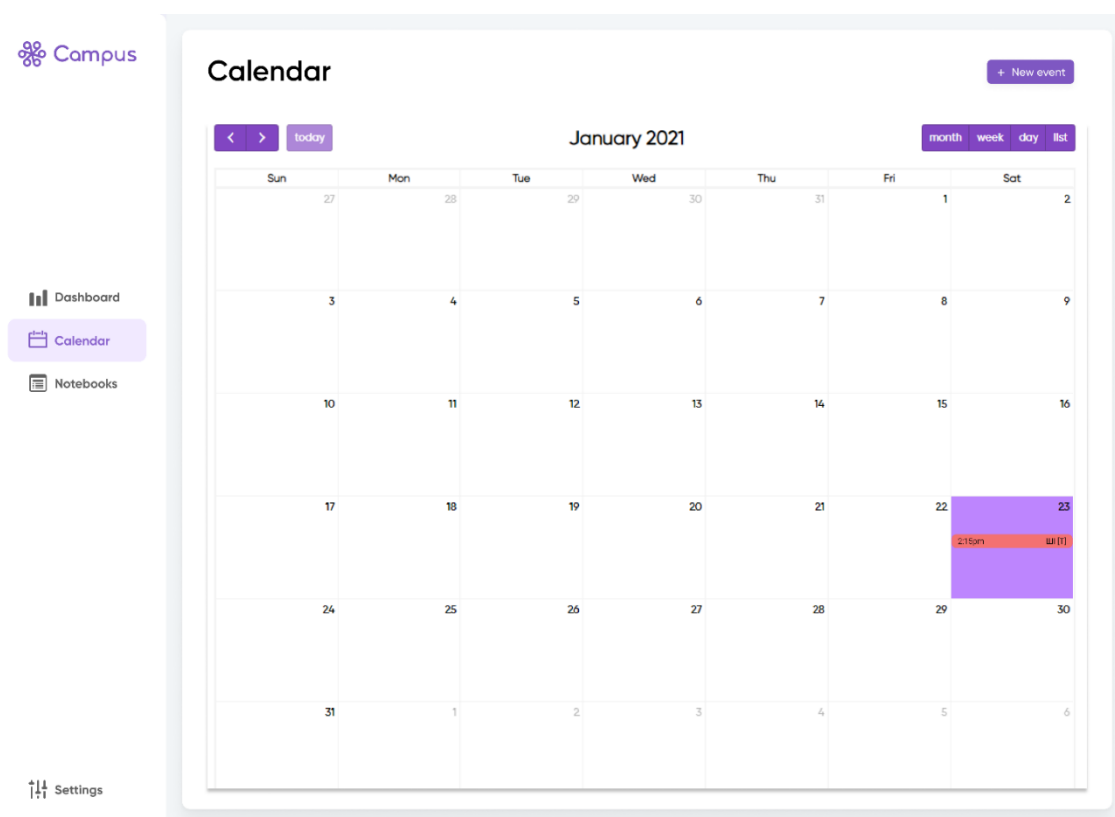 Campus
Calendar
+ New event
< > today
January 2021
month week day list
Sun Mon Tue Wed Thu Fri Sat
27 28 29 30 31 1 2
3 4 5 6 7 8 9
Dashboard
Calendar
Notebooks
10 11 12 13 14 15 16
17 18 19 20 21 22 23
2:15pm ШІ [T]
24 25 26 27 28 29 30
31 1 2 3 4 5 6
Settings